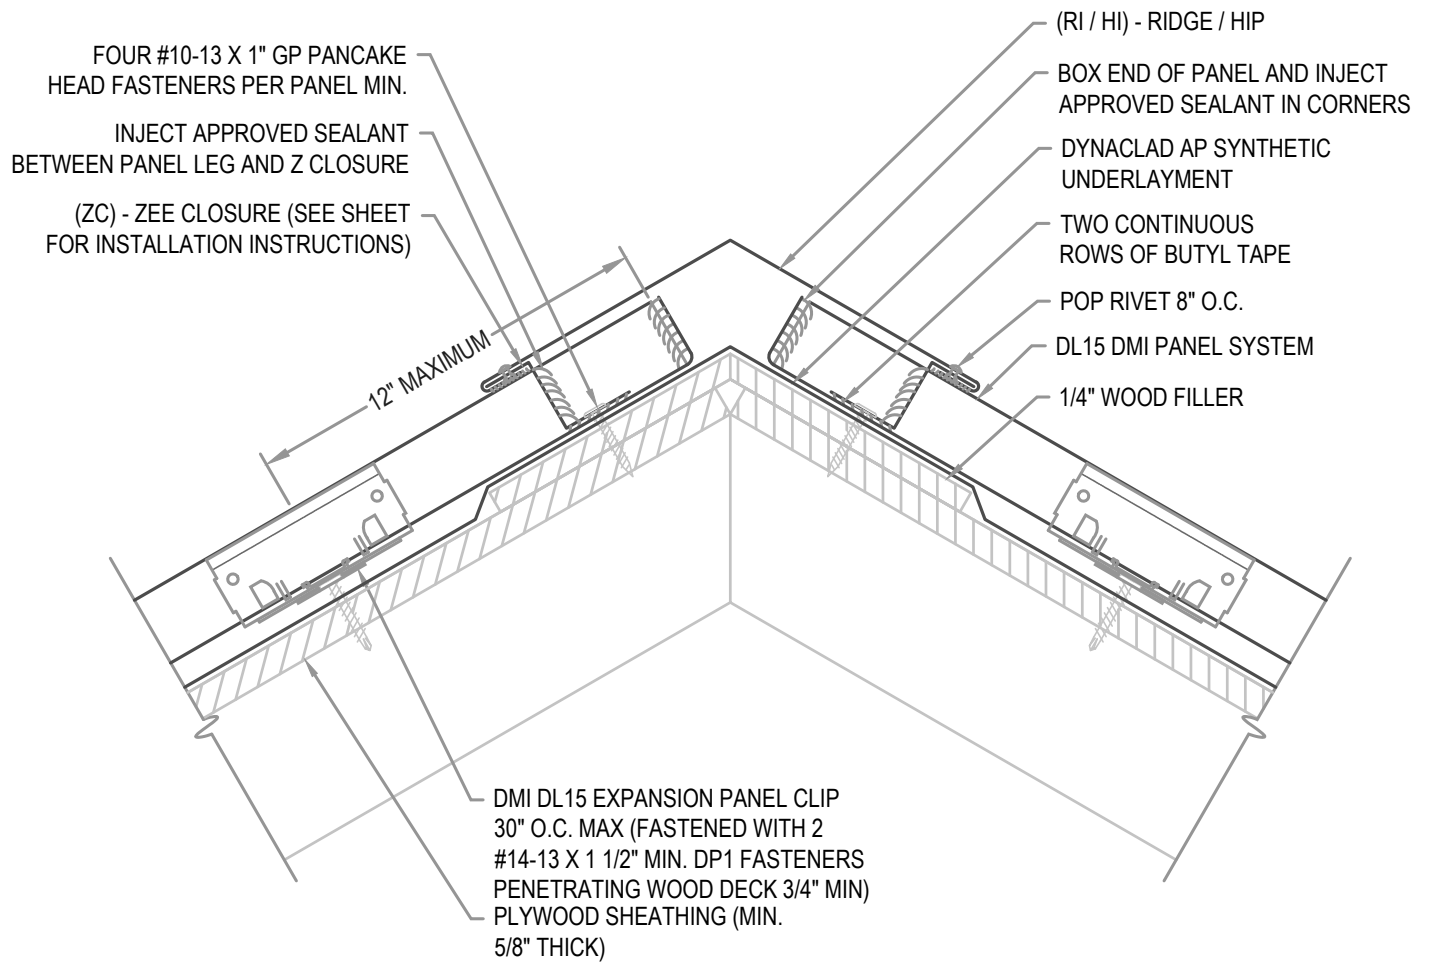 FOUR #10-13 X 1" GP PANCAKE
HEAD FASTENERS PER PANEL MIN.
INJECT APPROVED SEALANT
BETWEEN PANEL LEG AND Z CLOSURE
(ZC) - ZEE CLOSURE (SEE SHEET
FOR INSTALLATION INSTRUCTIONS)
12" MAXIMUM
(RI / HI) - RIDGE / HIP
BOX END OF PANEL AND INJECT
APPROVED SEALANT IN CORNERS
DYNACLAD AP SYNTHETIC
UNDERLAYMENT
TWO CONTINUOUS
ROWS OF BUTYL TAPE
POP RIVET 8" O.C.
DL15 DMI PANEL SYSTEM
1/4" WOOD FILLER
DMI DL15 EXPANSION PANEL CLIP
30" O.C. MAX (FASTENED WITH 2
#14-13 X 1 1/2" MIN. DP1 FASTENERS
PENETRATING WOOD DECK 3/4" MIN)
PLYWOOD SHEATHING (MIN.
5/8" THICK)